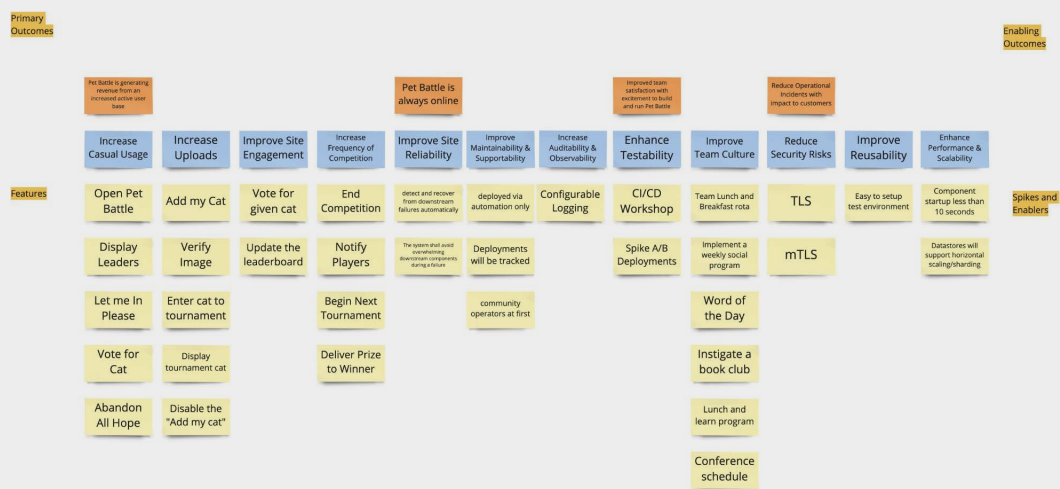 Primary
Outcomes
Enabling
Outcomes
Pet Battle is generating
revenue from an
increased active user
base
Pet Battle is
always online
Improved team
satisfaction with
excitement to build
and run Pet Battle
Reduce Operational
Incidents with
impact to customers
Increase
Casual Usage
Increase
Uploads
Improve Site
Engagement
Increase
Frequency of
Competition
Improve Site
Reliability
Improve
Maintainability &
Supportability
Increase
Auditability &
Observability
Enhance
Testability
Improve
Team Culture
Reduce
Security Risks
Improve
Reusability
Enhance
Performance &
Scalability
Features
Open Pet
Battle
Add my Cat
Vote for
given cat
End
Competition
detect and recover
from downstream
failures automatically
deployed via
automation only
Configurable
Logging
CI/CD
Workshop
Team Lunch and
Breakfast rota
TLS
Easy to setup
test environment
Component
startup less than
10 seconds
Spikes and
Enablers
Display
Leaders
Verify
Image
Update the
leaderboard
Notify
Players
The system shall avoid
overwhelming
downstream components
during a failure
Deployments
will be tracked
Spike A/B
Deployments
Implement a
weekly social
program
mTLS
Datastores will
support horizontal
scaling/sharding
Let me In
Please
Enter cat to
tournament
Begin Next
Tournament
community
operators at first
Word of
the Day
Vote for
Cat
Display
tournament cat
Deliver Prize
to Winner
Instigate a
book club
Abandon
All Hope
Disable the
"Add my cat"
Lunch and
learn program
Conference
schedule